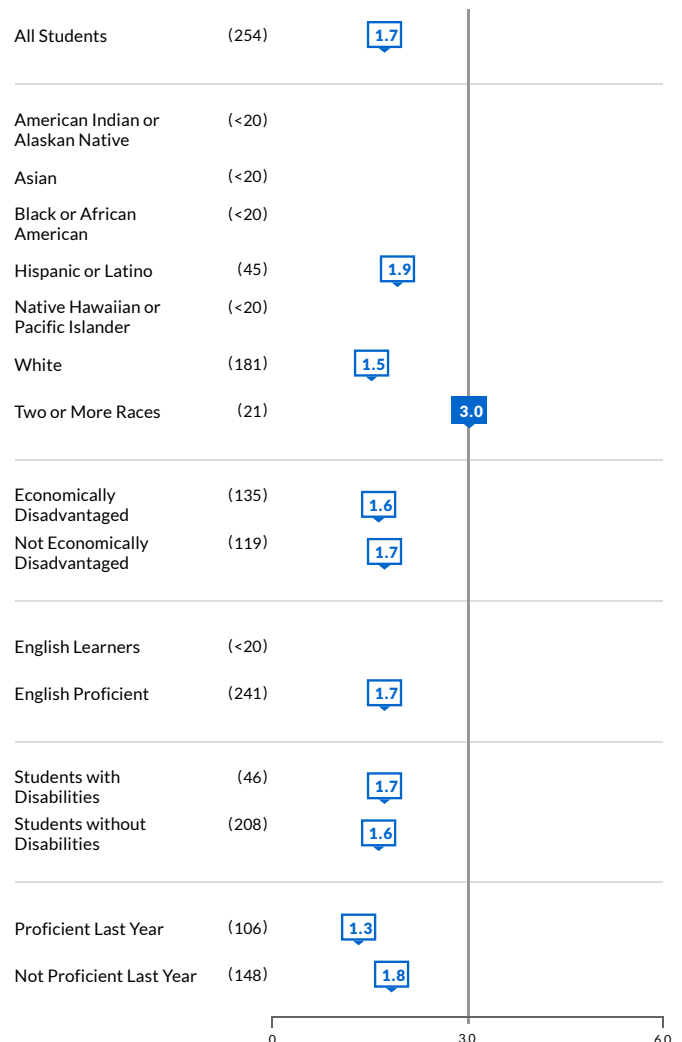 All Students (254) 1.7
American Indian or (<20)
Alaskan Native
Asian (<20)
Black or African (<20)
American
Hispanic or Latino (45) 1.9
Native Hawaiian or (<20)
Pacific Islander
White (181) 1.5
Two or More Races (21) 3.0
Economically (135) 1.6
Disadvantaged
Not Economically (119) 1.7
Disadvantaged
English Learners (<20)
English Proficient (241) 1.7
Students with (46) 1.7
Disabilities
Students without (208) 1.6
Disabilities
Proficient Last Year (106) 1.3
Not Proficient Last Year (148) 1.8
0 3.0 6.0